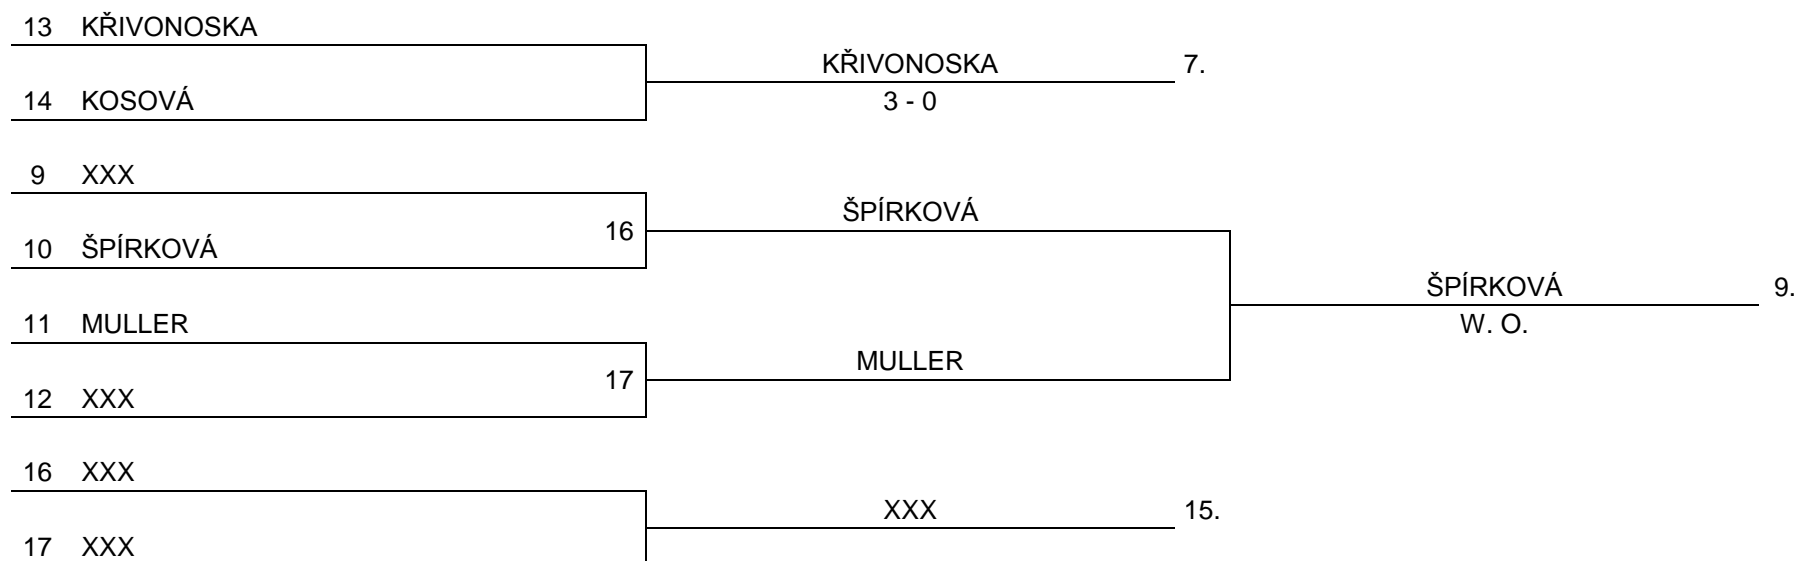 13 KŘIVONOSKA
KŘIVONOSKA 7.
14 KOSOVÁ
3 - 0
9 XXX
ŠPÍRKOVÁ
16
10 ŠPÍRKOVÁ
ŠPÍRKOVÁ 9.
11 MULLER
W. O.
MULLER
17
12 XXX
16 XXX
XXX 15.
17 XXX